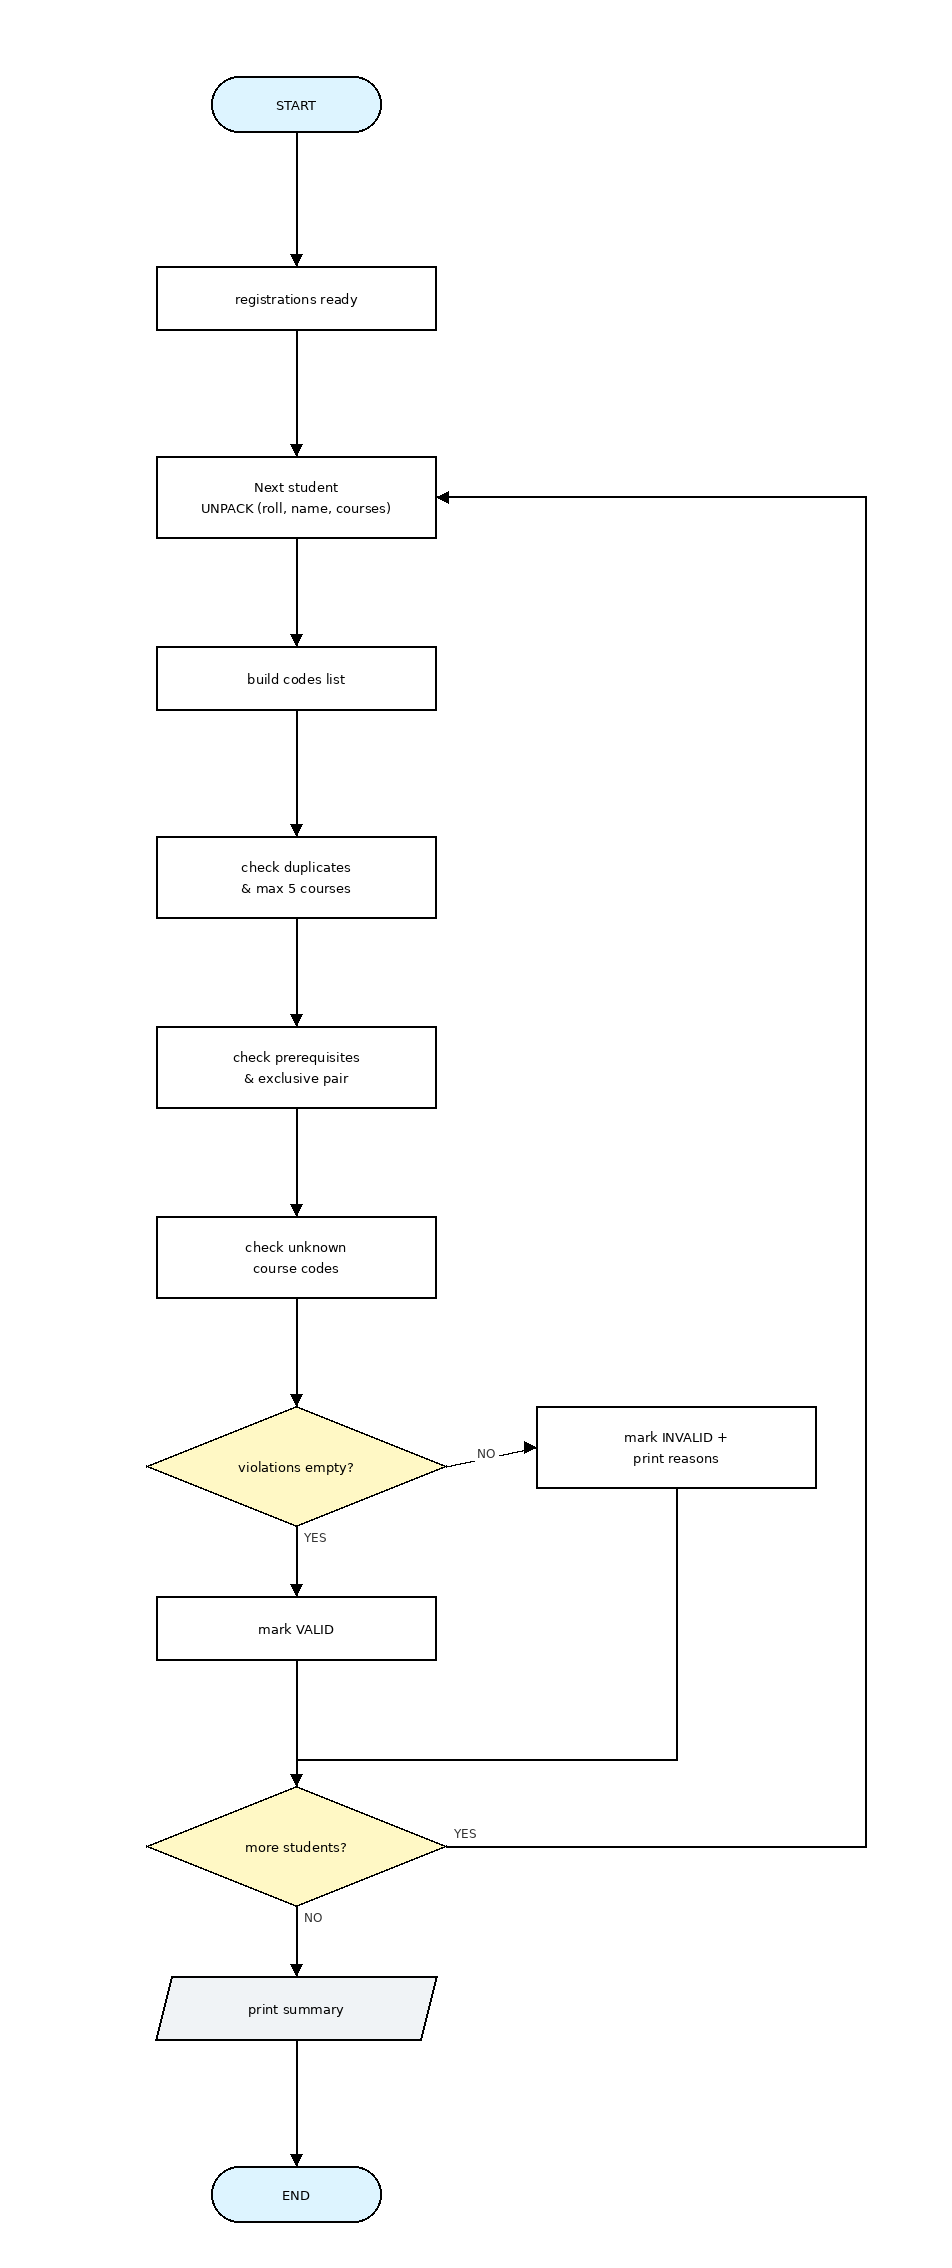 START
registrations ready
Next student
UNPACK (roll, name, courses)
build codes list
check duplicates
& max 5 courses
check prerequisites
& exclusive pair
check unknown
course codes
violations empty?
NO
mark INVALID +
print reasons
YES
mark VALID
more students?
YES
NO
print summary
END